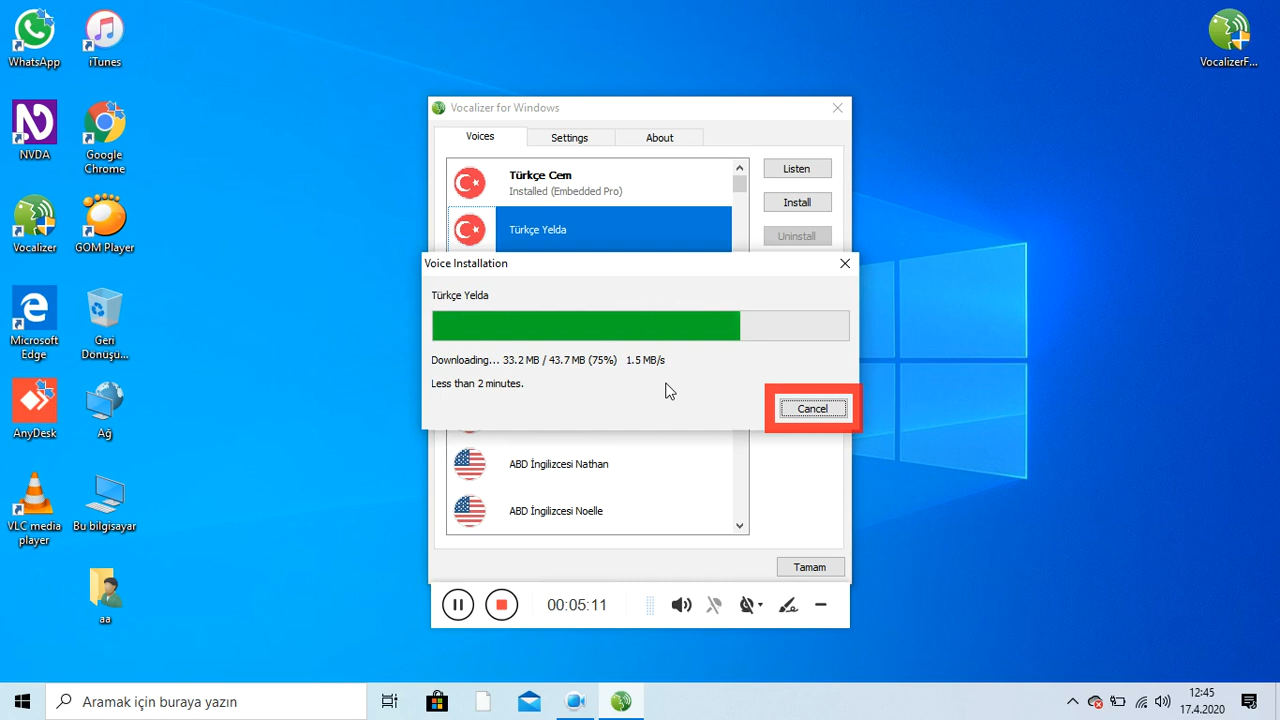 WhatsApp
iTunes
VocalizerF...
NVDA
Google
Chrome
Vocalizer
GOM Player
Microsoft
Edge
Geri
Dönüşü...
AnyDesk
Ağ
VLC media
player
Bu bilgisayar
aa
Vocalizer for Windows
Voices
Settings
About
Türkçe Cem
Installed (Embedded Pro)
Türkçe Yelda
Listen
Install
Uninstall
Voice Installation
Türkçe Yelda
Downloading... 33.2 MB / 43.7 MB (75%) 1.5 MB/s
Less than 2 minutes.
Cancel
ABD İngilizcesi Nathan
ABD İngilizcesi Noelle
Tamam
00:05:11
Aramak için buraya yazın
12:45
17.4.2020